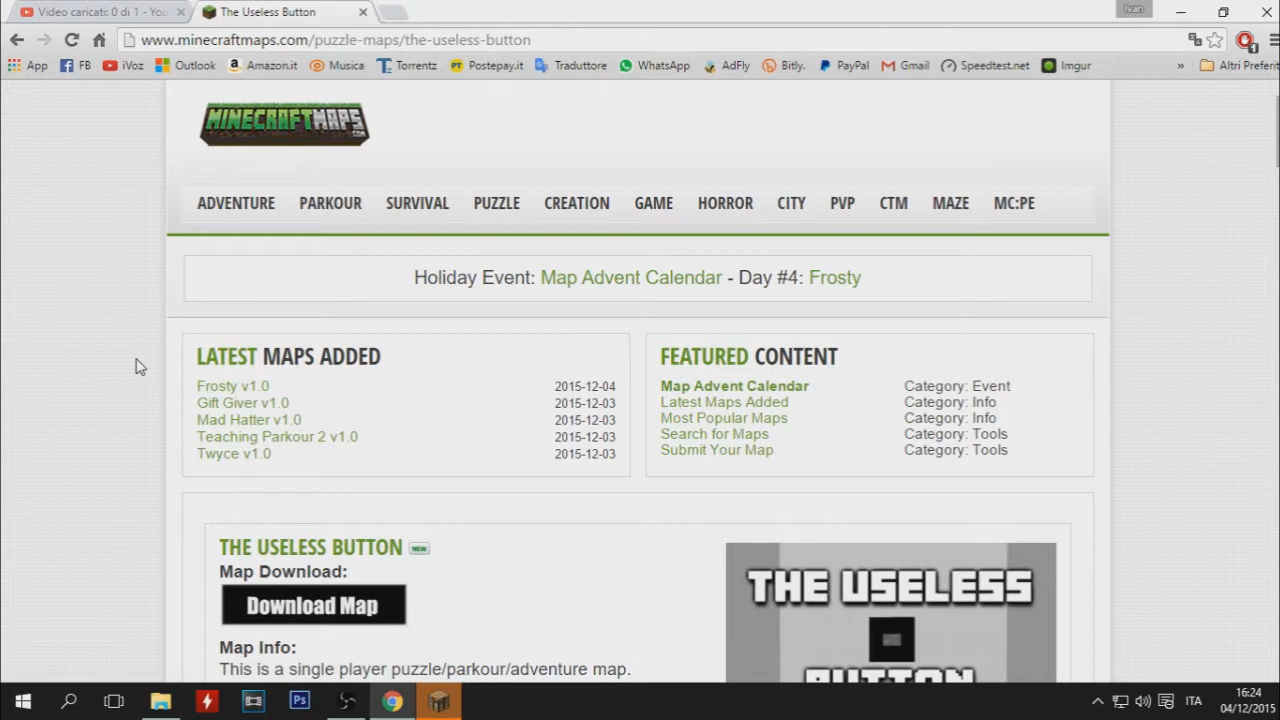 Video caricati: 0 di 1 - You
The Useless Button
Ivan
www.minecraftmaps.com/puzzle-maps/the-useless-button
App FB iVoz Outlook Amazon.it Musica Torrentz Postepay.it Traduttore WhatsApp AdFly Bitly. PayPal Gmail Speedtest.net Imgur » Altri Preferit
MINECRAFTMAPS
.COM
ADVENTURE PARKOUR SURVIVAL PUZZLE CREATION GAME HORROR CITY PVP CTM MAZE MC:PE
Holiday Event: Map Advent Calendar - Day #4: Frosty
LATEST MAPS ADDED
Frosty v1.0 2015-12-04
Gift Giver v1.0 2015-12-03
Mad Hatter v1.0 2015-12-03
Teaching Parkour 2 v1.0 2015-12-03
Twyce v1.0 2015-12-03
FEATURED CONTENT
Map Advent Calendar Category: Event
Latest Maps Added Category: Info
Most Popular Maps Category: Info
Search for Maps Category: Tools
Submit Your Map Category: Tools
THE USELESS BUTTON NEW
Map Download:
Download Map
Map Info:
This is a single player puzzle/parkour/adventure map.
THE USELESS
BUTTON
Ps
ITA
16:24
04/12/2015